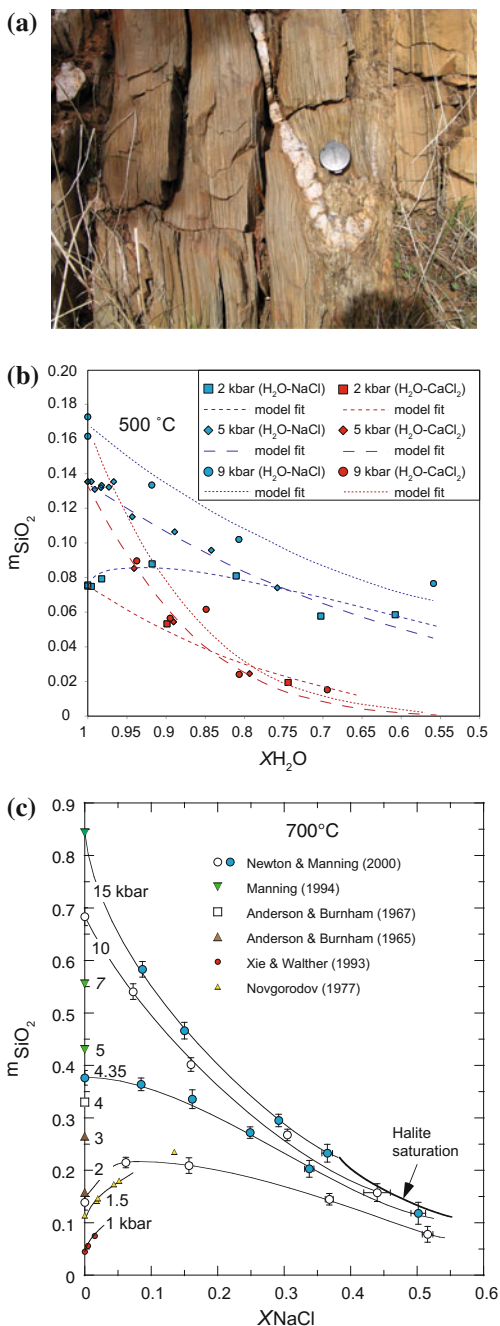 (a)
(b)
0.20
0.18
0.16
0.14
0.12
0.10
0.08
0.06
0.04
0.02
0
mSiO2
500 ˚C
2 kbar (H2O-NaCl) 2 kbar (H2O-CaCl2)
model fit model fit
5 kbar (H2O-NaCl) 5 kbar (H2O-CaCl2)
model fit model fit
9 kbar (H2O-NaCl) 9 kbar (H2O-CaCl2)
model fit model fit
1 0.95 0.9 0.85 0.8 0.75 0.7 0.65 0.6 0.55 0.5
XH2O
(c)
0.9
0.8
0.7
0.6
0.5
0.4
0.3
0.2
0.1
0
mSiO2
700°C
Newton & Manning (2000)
Manning (1994)
Anderson & Burnham (1967)
Anderson & Burnham (1965)
Xie & Walther (1993)
Novgorodov (1977)
15 kbar
10
7
5
4.35
4
3
2
1.5
1 kbar
Halite
saturation
0 0.1 0.2 0.3 0.4 0.5 0.6
XNaCl